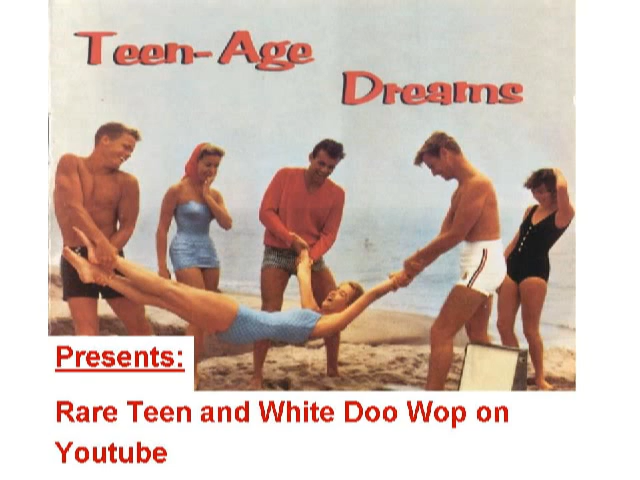 Teen-Age
Dreams
Presents:
Rare Teen and White Doo Wop on
Youtube